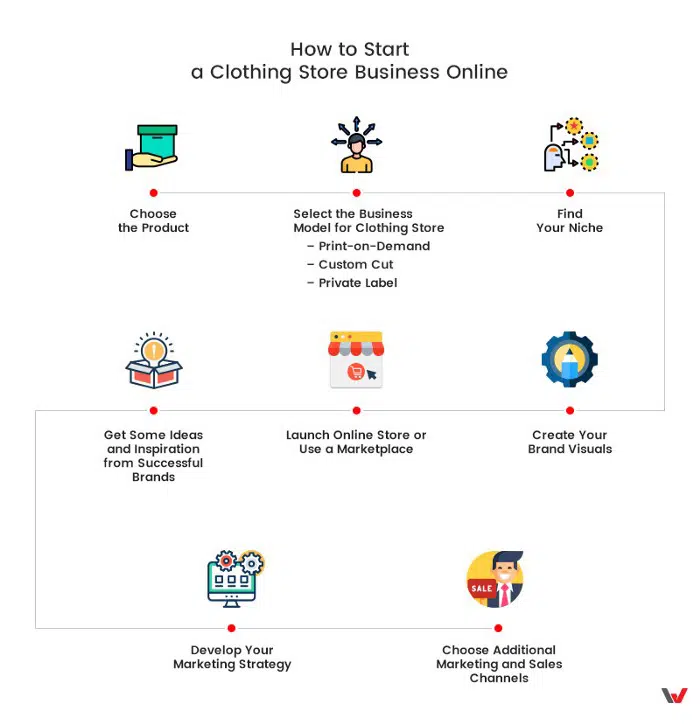 How to Start
a Clothing Store Business Online
Choose
the Product
Select the Business
Model for Clothing Store
– Print-on-Demand
– Custom Cut
– Private Label
Find
Your Niche
Get Some Ideas
and Inspiration
from Successful
Brands
Launch Online Store or
Use a Marketplace
Create Your
Brand Visuals
SALE
Develop Your
Marketing Strategy
Choose Additional
Marketing and Sales
Channels